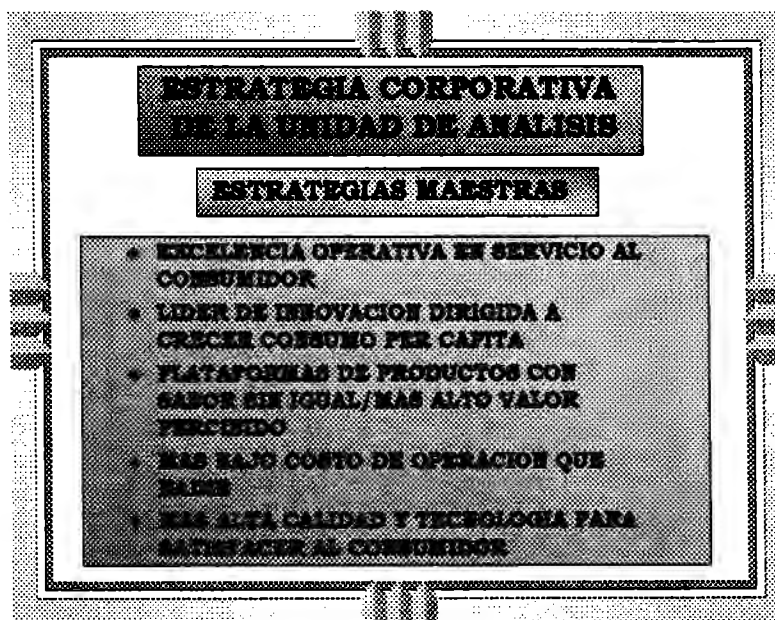 ESTRATEGIA CORPORATIVA
DE LA UNIDAD DE ANALISIS
ESTRATEGIAS MAESTRAS
EXCELENCIA OPERATIVA EN SERVICIO AL
CONSUMIDOR
LIDER DE INNOVACION DIRIGIDA A
CRECER CONSUMO PER CAPITA
PLATAFORMAS DE PRODUCTOS CON
SABOR SIN IGUAL/MAS ALTO VALOR
PERCIBIDO
MAS BAJO COSTO DE OPERACION QUE
NADIE
MAS ALTA CALIDAD Y TECNOLOGIA PARA
SATISFACER AL CONSUMIDOR